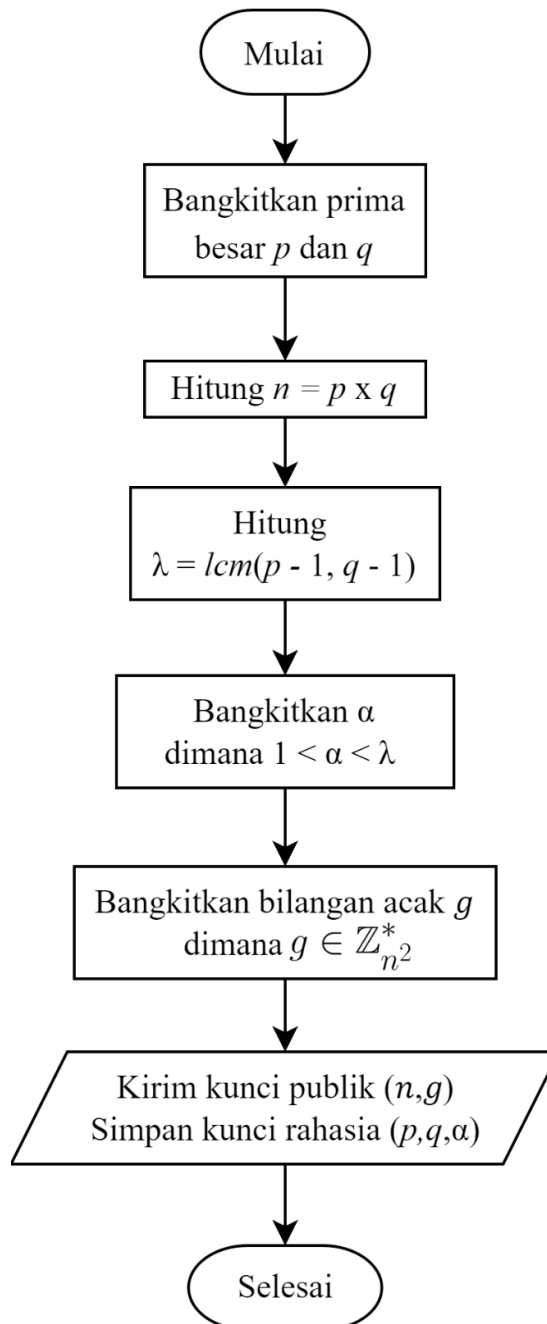 Mulai
Bangkitkan prima
besar p dan q
Hitung n = p x q
Hitung
λ = lcm(p - 1, q - 1)
Bangkitkan α
dimana 1 < α < λ
Bangkitkan bilangan acak g
dimana g ∈ ℤ*ₙ²
Kirim kunci publik (n,g)
Simpan kunci rahasia (p,q,α)
Selesai